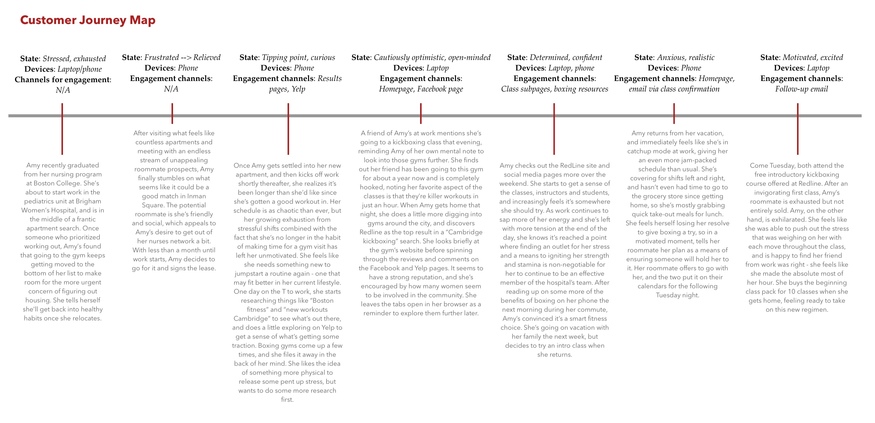 Customer Journey Map
State: Stressed, exhausted
Devices: Laptop/phone
Channels for engagement:
N/A
Amy recently graduated
from her nursing program
at Boston College. She's
about to start work in the
pediatrics unit at Brigham
Women's Hospital, and is in
the middle of a frantic
apartment search. Once
someone who prioritized
working out, Amy's found
that going to the gym keeps
getting moved to the
bottom of her list to make
room for the more urgent
concern of figuring out
housing. She tells herself
she'll get back into healthy
habits once she relocates.
State: Frustrated --> Relieved
Devices: Phone
Engagement channels:
N/A
After visiting what feels like
countless apartments and
meeting with an endless
stream of unappealing
roommate prospects, Amy
finally stumbles on what
seems like it could be a
good match in Inman
Square. The potential
roommate is she's friendly
and social, which appeals to
Amy's desire to get out of
her nurses network a bit.
With less than a month until
work starts, Amy decides to
go for it and signs the lease.
State: Tipping point, curious
Devices: Phone
Engagement channels: Results
pages, Yelp
Once Amy gets settled into her new
apartment, and then kicks off work
shortly thereafter, she realizes it's
been longer than she'd like since
she's gotten a good workout in. Her
schedule is as chaotic than ever, but
her growing exhaustion from
stressful shifts combined with the
fact that she's no longer in the habit
of making time for a gym visit has
left her unmotivated. She feels like
she needs something new to
jumpstart a routine again - one that
may fit better in her current lifestyle.
One day on the T to work, she starts
researching things like "Boston
fitness" and "new workouts
Cambridge" to see what's out there,
and does a little exploring on Yelp to
get a sense of what's getting some
traction. Boxing gyms come up a few
times, and she files it away in the
back of her mind. She likes the idea
of something more physical to
release some pent up stress, but
wants to do some more research
first.
State: Cautiously optimistic, open-minded
Devices: Laptop
Engagement channels:
Homepage, Facebook page
A friend of Amy's at work mentions she's
going to a kickboxing class that evening,
reminding Amy of her own mental note to
look into those gyms further. She finds
out her friend has been going to this gym
for about a year now and is completely
hooked, noting her favorite aspect of the
classes is that they're killer workouts in
just an hour. When Amy gets home that
night, she does a little more digging into
gyms around the city, and discovers
Redline as the top result in a "Cambridge
kickboxing" search. She looks briefly at
the gym's website before spinning
through the reviews and comments on
the Facebook and Yelp pages. It seems to
have a strong reputation, and she's
encouraged by how many women seem
to be involved in the community. She
leaves the tabs open in her browser as a
reminder to explore them further later.
State: Determined, confident
Devices: Laptop, phone
Engagement channels:
Class subpages, boxing resources
Amy checks out the RedLine site and
social media pages more over the
weekend. She starts to get a sense of
the classes, instructors and students,
and increasingly feels it's somewhere
she should try. As work continues to
sap more of her energy and she's left
with more tension at the end of the
day, she knows it's reached a point
where finding an outlet for her stress
and a means to igniting her strength
and stamina is non-negotiable for
her to continue to be an effective
member of the hospital's team. After
reading up on some more of the
benefits of boxing on her phone the
next morning during her commute,
Amy's convinced it's a smart fitness
choice. She's going on vacation with
her family the next week, but
decides to try an intro class when
she returns.
State: Anxious, realistic
Devices: Phone
Engagement channels: Homepage,
email via class confirmation
Amy returns from her vacation,
and immediately feels like she's in
catchup mode at work, giving her
an even more jam-packed
schedule than usual. She's
covering for shifts left and right,
and hasn't even had time to go to
the grocery store since getting
home, so she's mostly grabbing
quick take-out meals for lunch.
She feels herself losing her resolve
to give boxing a try, so in a
motivated moment, tells her
roommate of her plans as a means of
ensuring someone will hold her to
it. Her roommate offers to go with
her, and the two put it on their
calendars for the following
Tuesday night.
State: Motivated, excited
Devices: Laptop
Engagement channels:
Follow-up email
Come Tuesday, both attend the
free introductory kickboxing
course offered at Redline. After an
invigorating first class, Amy's
roommate is exhausted but not
entirely sold. Amy, on the other
hand, is exhilarated. She feels like
she was able to push out the stress
that was weighing on her with
each move throughout the class,
and is happy to find her friend
from work was right - she feels like
she made the absolute most of
her hour. She buys the beginning
class pack for 10 classes when she
gets home, feeling ready to take
on this new regimen.